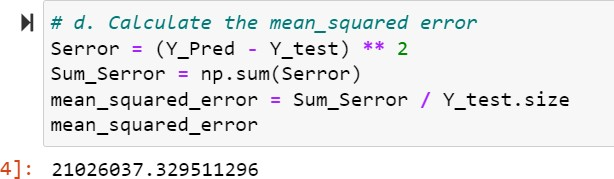 # d. Calculate the mean_squared error
Serror = (Y_Pred - Y_test) ** 2
Sum_Serror = np.sum(Serror)
mean_squared_error = Sum_Serror / Y_test.size
mean_squared_error
4]: 21026037.329511296